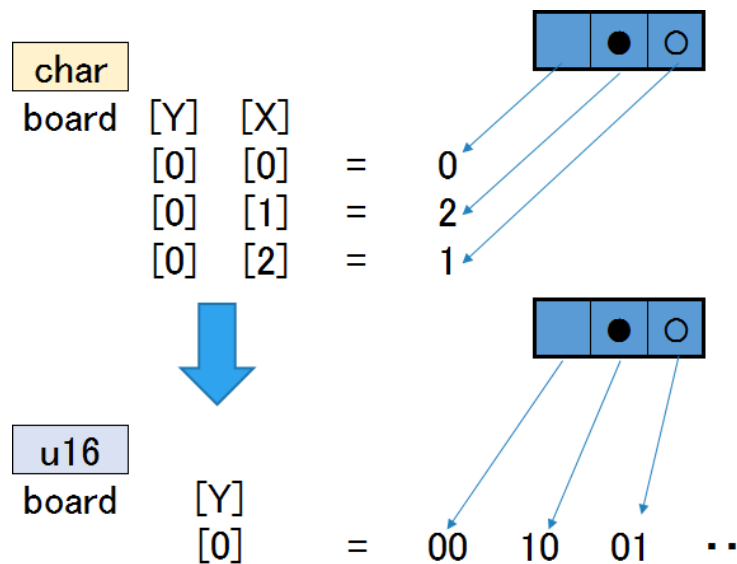 char
board [Y] [X]
[0] [0] = 0
[0] [1] = 2
[0] [2] = 1
u16
board [Y]
[0] = 00 10 01 ・・